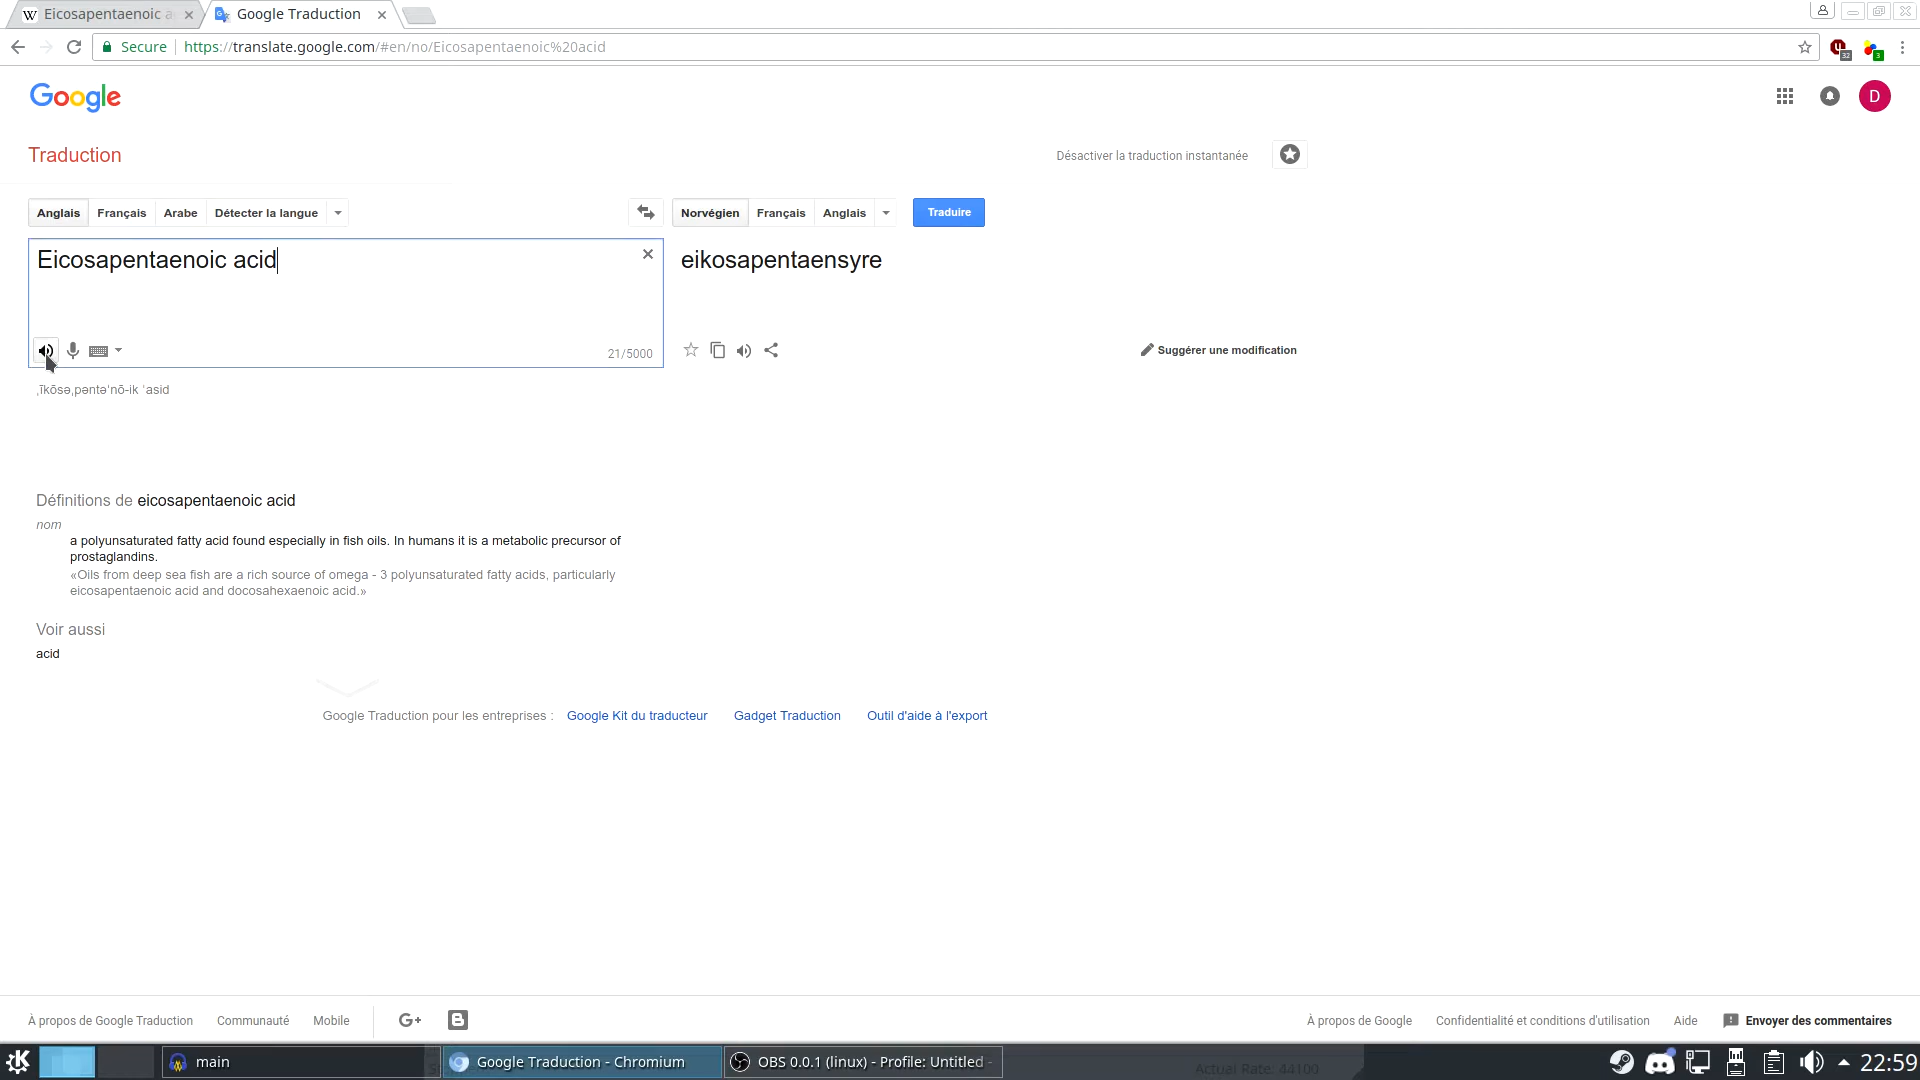 Eicosapentaenoic a
Google Traduction
Secure https://translate.google.com/#en/no/Eicosapentaenoic%20acid
32
3
Google
D
Traduction
Désactiver la traduction instantanée
Anglais Français Arabe Détecter la langue
Norvégien Français Anglais Traduire
Eicosapentaenoic acid
eikosapentaensyre
21/5000
Suggérer une modification
ˌīkōsəˌpentəˈnō-ik ˈasid
Définitions de eicosapentaenoic acid
nom
a polyunsaturated fatty acid found especially in fish oils. In humans it is a metabolic precursor of
prostaglandins.
«Oils from deep sea fish are a rich source of omega - 3 polyunsaturated fatty acids, particularly
eicosapentaenoic acid and docosahexaenoic acid.»
Voir aussi
acid
Google Traduction pour les entreprises : Google Kit du traducteur Gadget Traduction Outil d'aide à l'export
À propos de Google Traduction Communauté Mobile G+
À propos de Google Confidentialité et conditions d'utilisation Aide Envoyer des commentaires
main
Google Traduction - Chromium
OBS 0.0.1 (linux) - Profile: Untitled -
Actual Rate: 44100
22:59